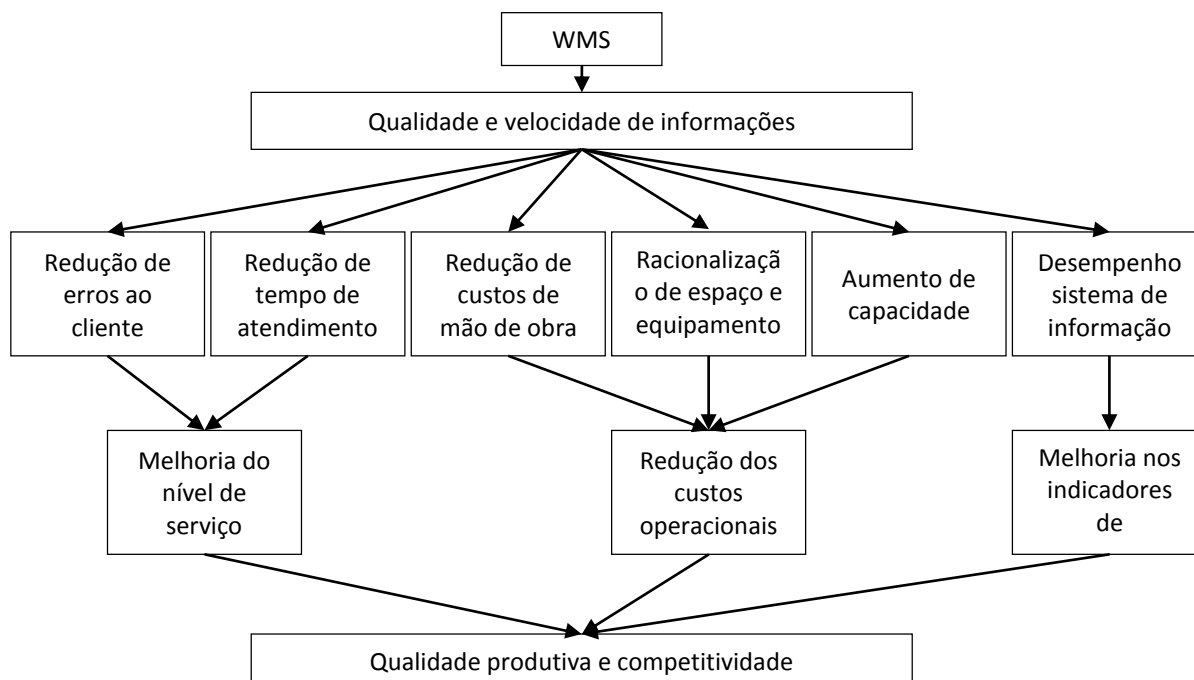 WMS
Qualidade e velocidade de informações
Redução de
erros ao
cliente
Redução de
tempo de
atendimento
Redução de
custos de
mão de obra
Racionalizaçã
o de espaço e
equipamento
Aumento de
capacidade
Desempenho
sistema de
informação
Melhoria do
nível de
serviço
Redução dos
custos
operacionais
Melhoria nos
indicadores
de
Qualidade produtiva e competitividade